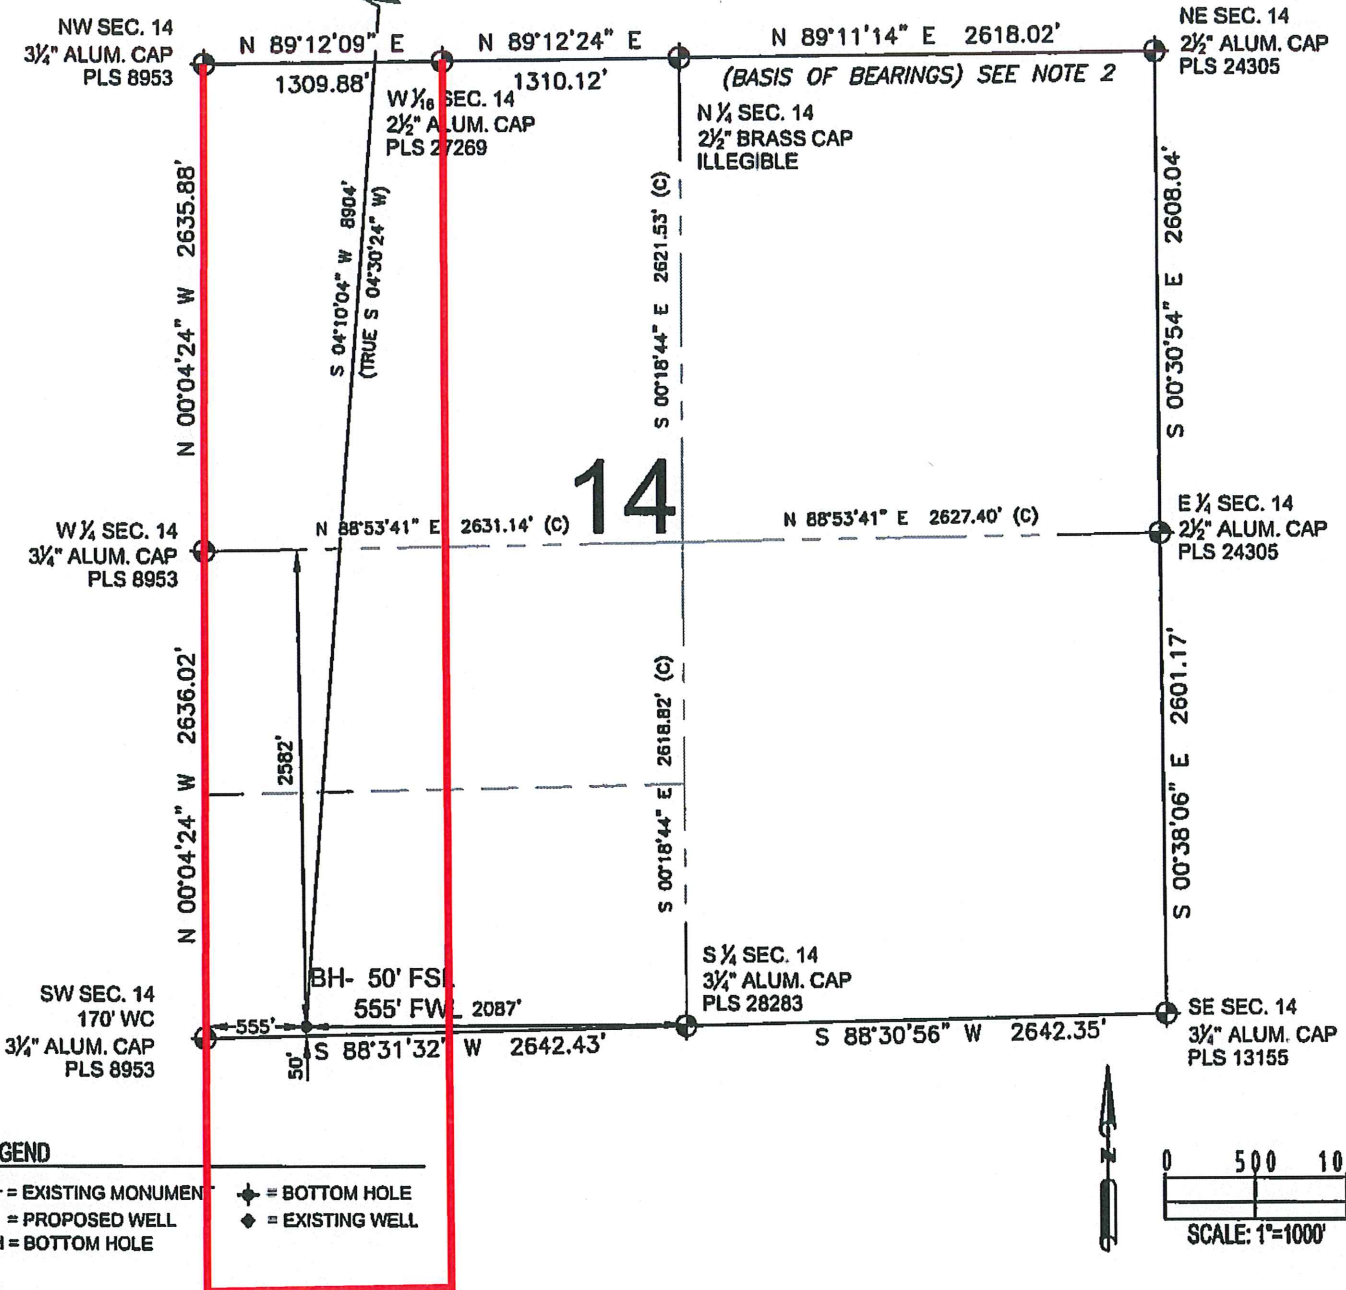 NW SEC. 14
3¼" ALUM. CAP
PLS 8953
N 89°12'09" E
1309.88'
N 89°12'24" E
1310.12'
N 89°11'14" E 2618.02'
(BASIS OF BEARINGS) SEE NOTE 2
NE SEC. 14
2½" ALUM. CAP
PLS 24305
W 1/16 SEC. 14
2½" ALUM. CAP
PLS 27269
N ¼ SEC. 14
2½" BRASS CAP
ILLEGIBLE
N 00°04'24" W 2635.88'
S 04°10'04" W 8904'
(TRUE S 04°30'24" W)
S 00°18'44" E 2621.53' (C)
S 00°30'54" E 2608.04'
14
W ¼ SEC. 14
3¼" ALUM. CAP
PLS 8953
N 88°53'41" E 2631.14' (C)
N 88°53'41" E 2627.40' (C)
E ¼ SEC. 14
2½" ALUM. CAP
PLS 24305
N 00°04'24" W 2636.02'
2582'
S 00°18'44" E 2618.82' (C)
S 00°38'06" E 2601.17'
SW SEC. 14
170' WC
3¼" ALUM. CAP
PLS 8953
BH- 50' FSL
555' FWL 2087'
555'
50'
S 88°31'32" W 2642.43'
S ¼ SEC. 14
3¼" ALUM. CAP
PLS 28283
S 88°30'56" W 2642.35'
SE SEC. 14
3¼" ALUM. CAP
PLS 13155
GEND
= EXISTING MONUMENT
= BOTTOM HOLE
= PROPOSED WELL
= EXISTING WELL
= BOTTOM HOLE
N
0 500 10
SCALE: 1"=1000'